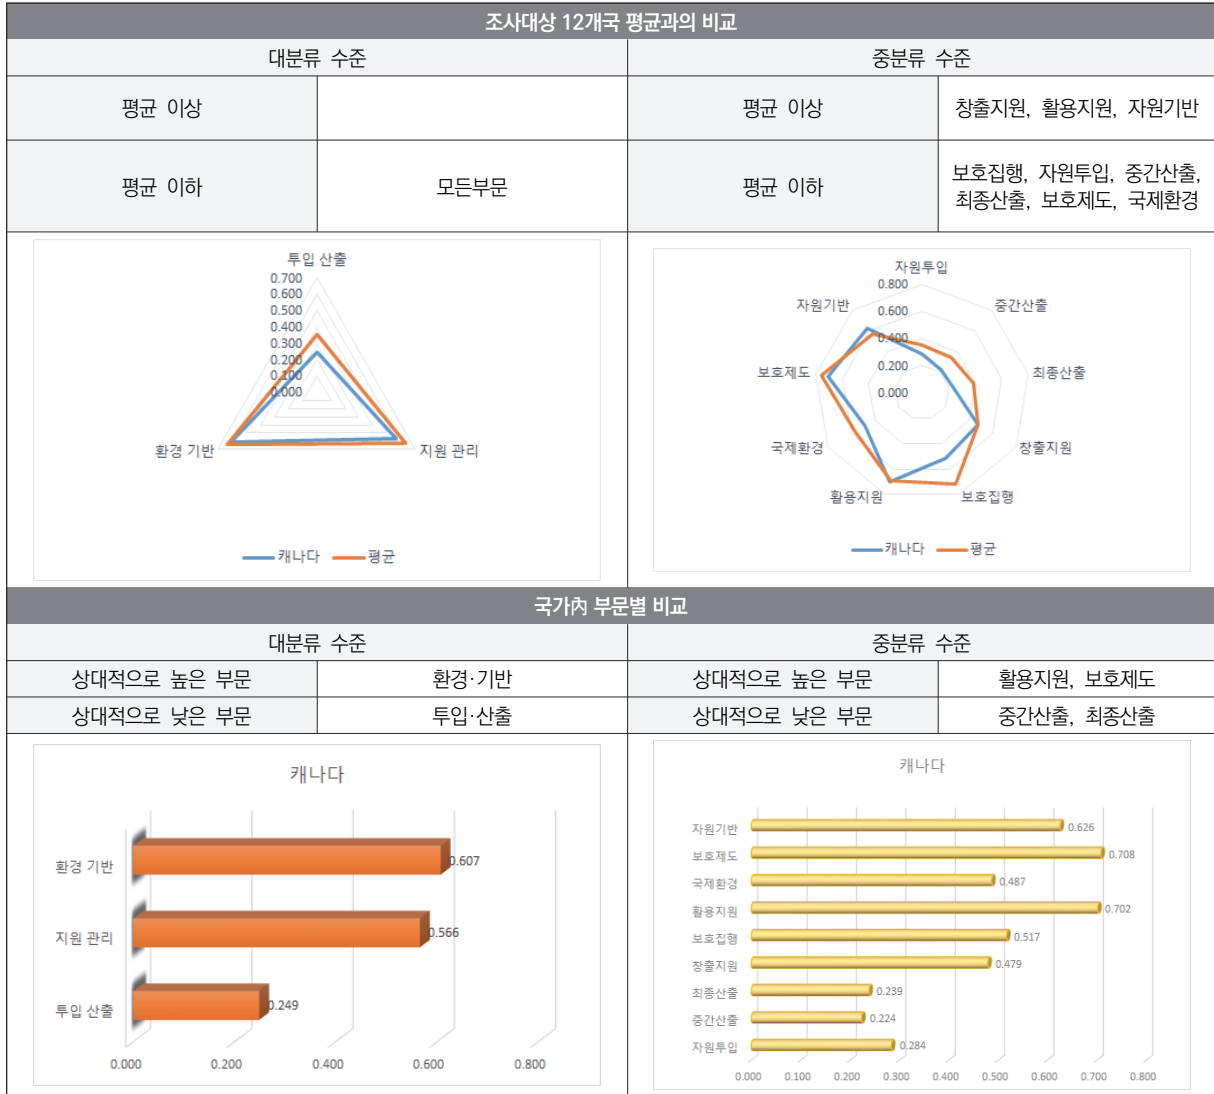 조사대상 12개국 평균과의 비교
대분류 수준
중분류 수준
평균 이상
평균 이상
창출지원, 활용지원, 자원기반
평균 이하
모든부문
평균 이하
보호집행, 자원투입, 중간산출,
최종산출, 보호제도, 국제환경
투입 산출
0.700
0.600
0.500
0.400
0.300
0.200
0.100
0.000
환경 기반
지원 관리
캐나다
평균
자원투입
0.800
0.600
0.400
0.200
0.000
중간산출
최종산출
창출지원
보호집행
활용지원
국제환경
보호제도
자원기반
캐나다
평균
국가內 부문별 비교
대분류 수준
중분류 수준
상대적으로 높은 부문
환경·기반
상대적으로 높은 부문
활용지원, 보호제도
상대적으로 낮은 부문
투입·산출
상대적으로 낮은 부문
중간산출, 최종산출
캐나다
환경 기반
0.607
지원 관리
0.566
투입 산출
0.249
0.000 0.200 0.400 0.600 0.800
캐나다
자원기반 0.626
보호제도 0.708
국제환경 0.487
활용지원 0.702
보호집행 0.517
창출지원 0.479
최종산출 0.239
중간산출 0.224
자원투입 0.284
0.000 0.100 0.200 0.300 0.400 0.500 0.600 0.700 0.800